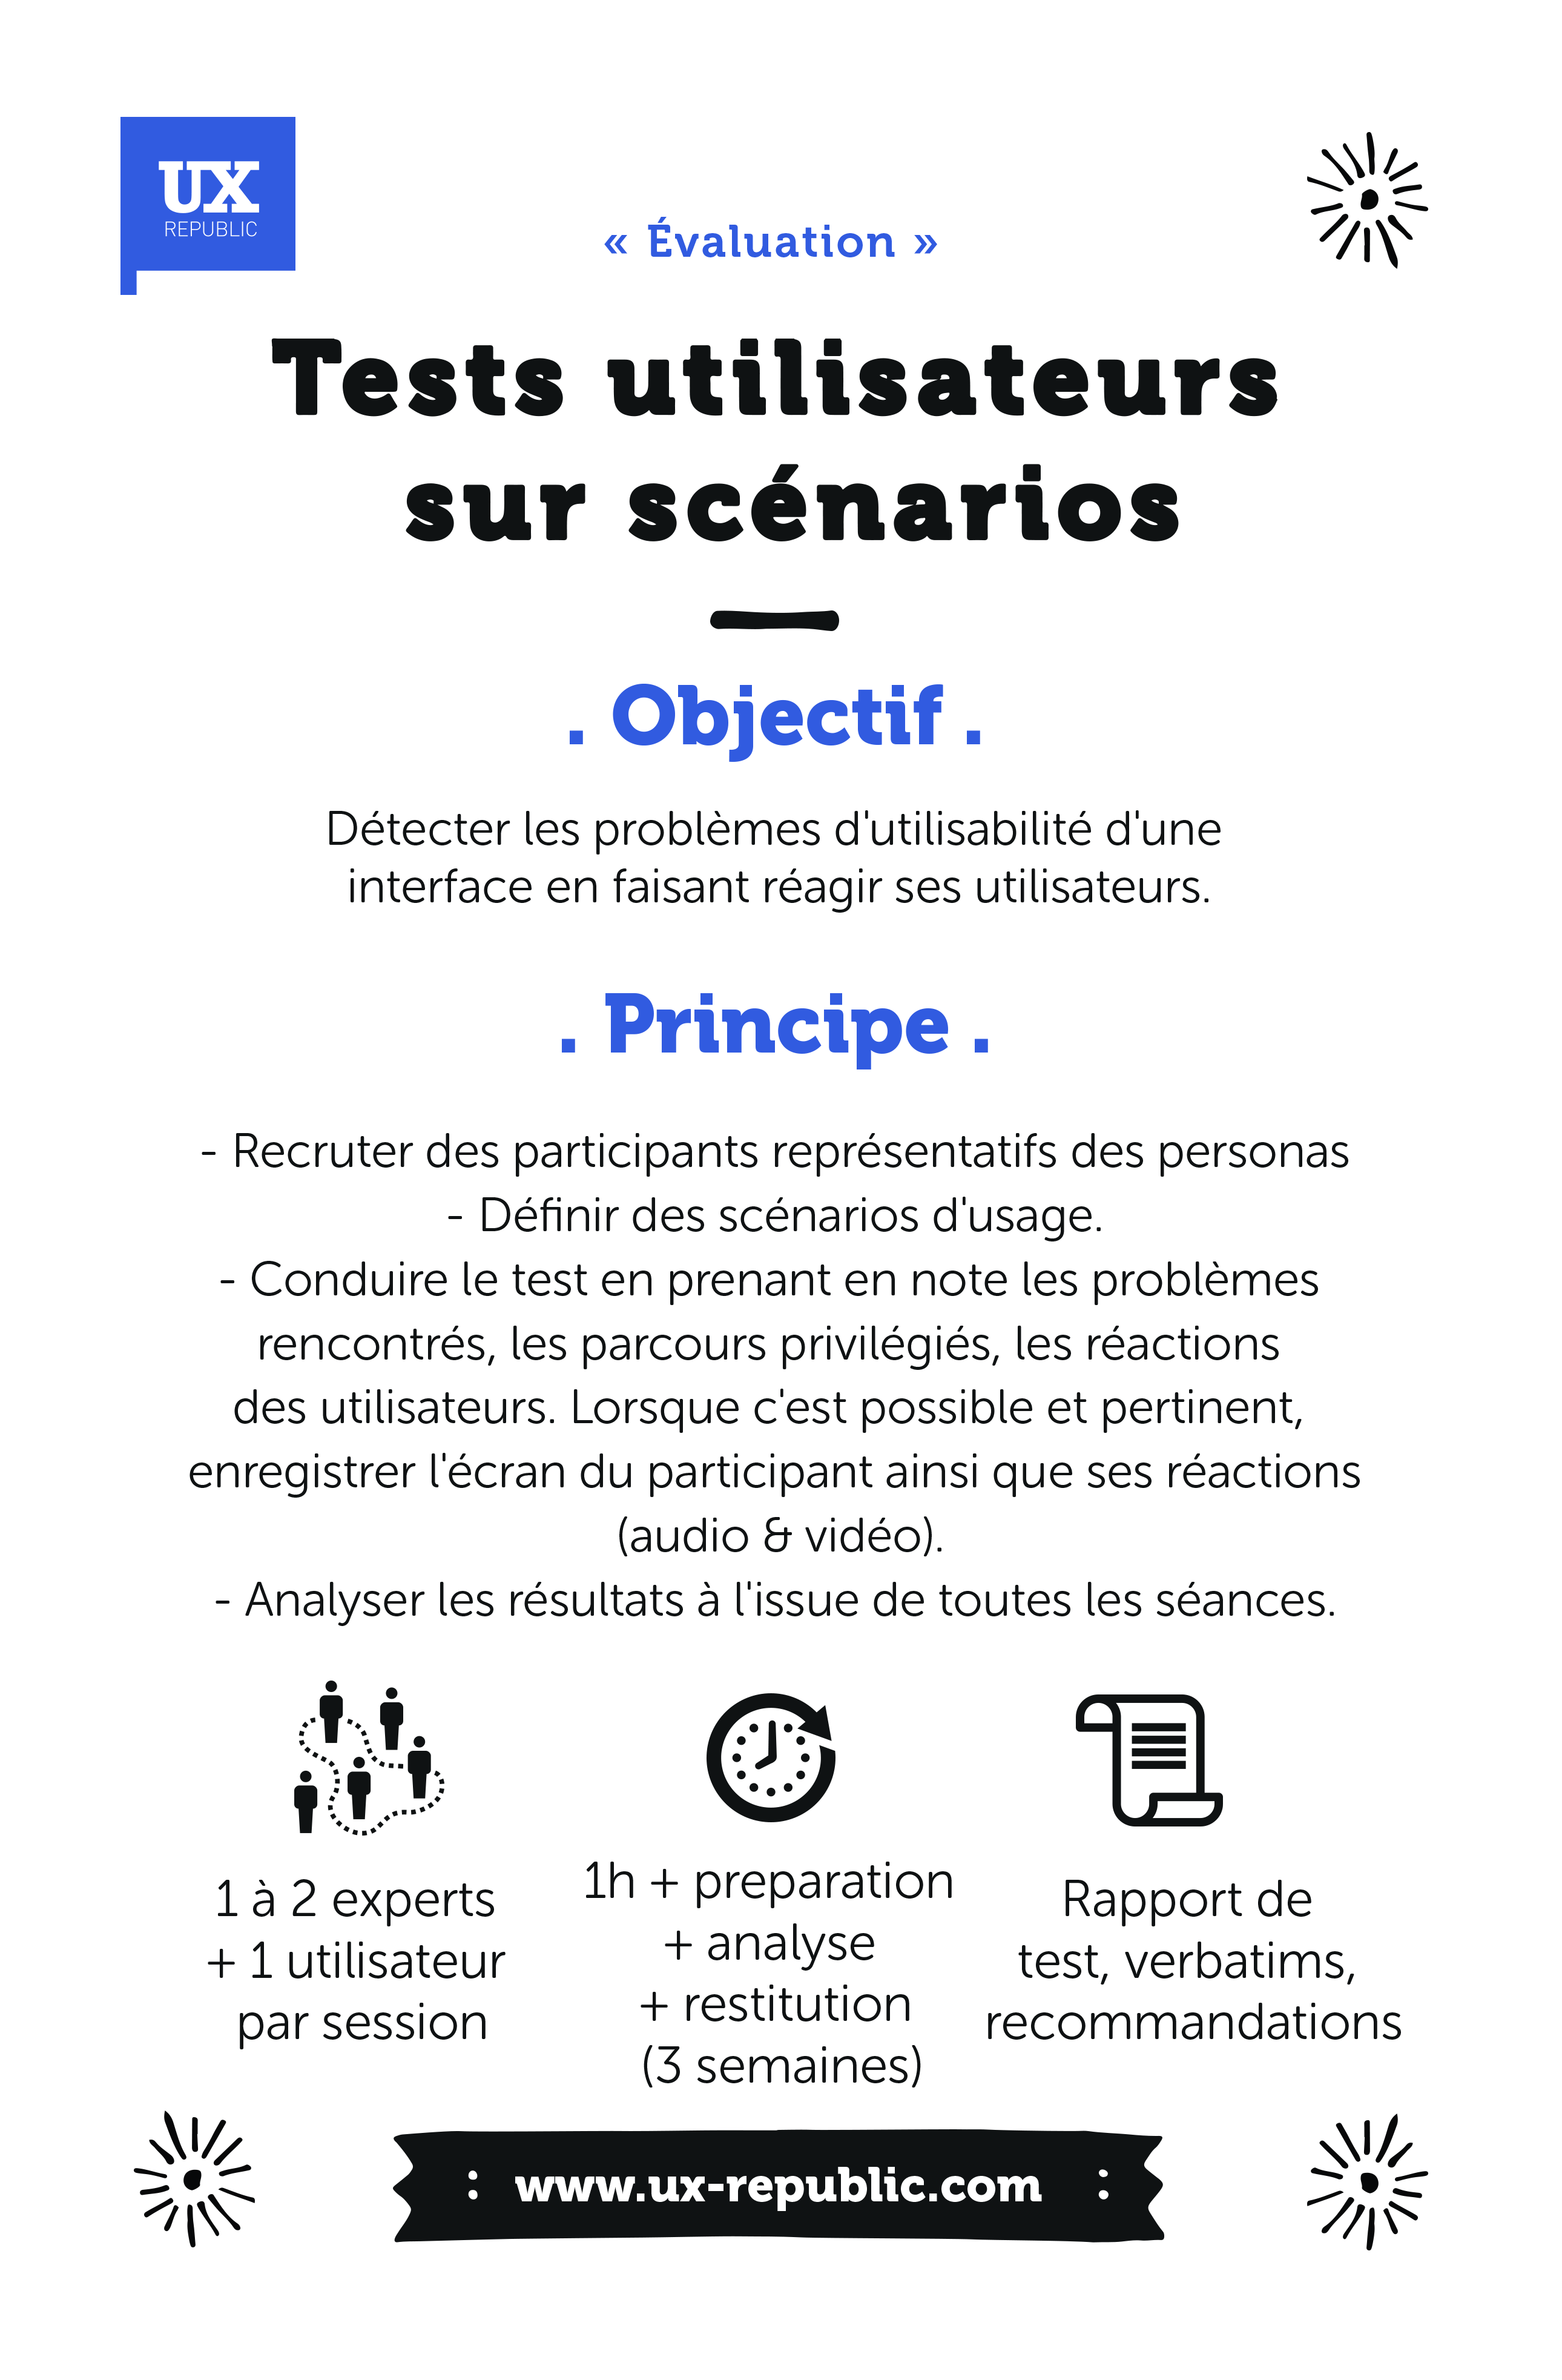 UX
REPUBLIC
« Évaluation »
Tests utilisateurs
sur scénarios
. Objectif .
Détecter les problèmes d'utilisabilité d'une
interface en faisant réagir ses utilisateurs.
. Principe .
- Recruter des participants représentatifs des personas
- Définir des scénarios d'usage.
- Conduire le test en prenant en note les problèmes
rencontrés, les parcours privilégiés, les réactions
des utilisateurs. Lorsque c'est possible et pertinent,
enregistrer l'écran du participant ainsi que ses réactions
(audio & vidéo).
- Analyser les résultats à l'issue de toutes les séances.
1 à 2 experts
+ 1 utilisateur
par session
1h + preparation
+ analyse
+ restitution
(3 semaines)
Rapport de
test, verbatims,
recommandations
: www.ux-republic.com :